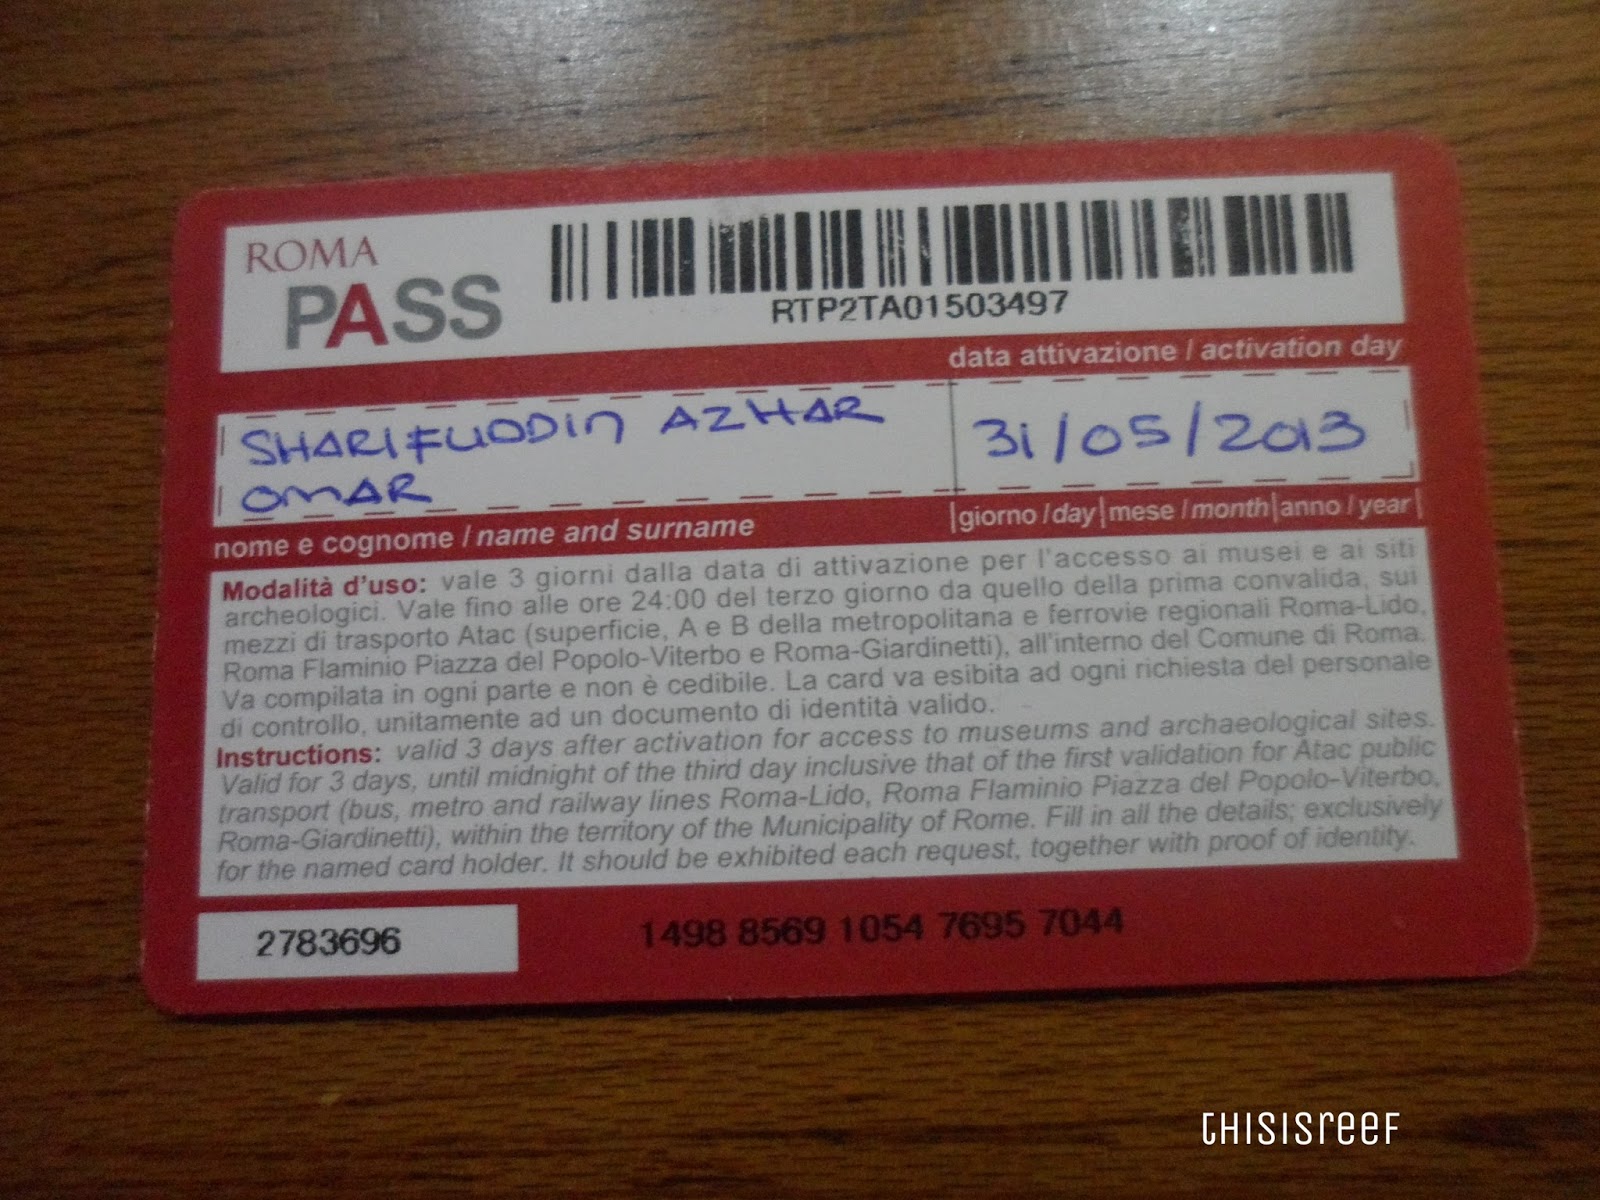 ROMA
PASS
RTP2TA01503497
data attivazione / activation day
SHARIFUDDIN AZHAR
OMAR
31/05/2013
nome e cognome / name and surname
|giorno / day|mese / month|anno / year|
Modalità d'uso: vale 3 giorni dalla data di attivazione per l'accesso ai musei e ai siti
archeologici. Vale fino alle ore 24:00 del terzo giorno da quello della prima convalida, sui
mezzi di trasporto Atac (superficie, A e B della metropolitana e ferrovie regionali Roma-Lido,
Roma Flaminio Piazza del Popolo-Viterbo e Roma-Giardinetti), all'interno del Comune di Roma.
Va compilata in ogni parte e non è cedibile. La card va esibita ad ogni richiesta del personale
di controllo, unitamente ad un documento di identità valido.
Instructions: valid 3 days after activation for access to museums and archaeological sites.
Valid for 3 days, until midnight of the third day inclusive that of the first validation for Atac public
transport (bus, metro and railway lines Roma-Lido, Roma Flaminio Piazza del Popolo-Viterbo,
Roma-Giardinetti), within the territory of the Municipality of Rome. Fill in all the details; exclusively
for the named card holder. It should be exhibited each request, together with proof of identity.
2783696
1498 8569 1054 7695 7044
thisisreef